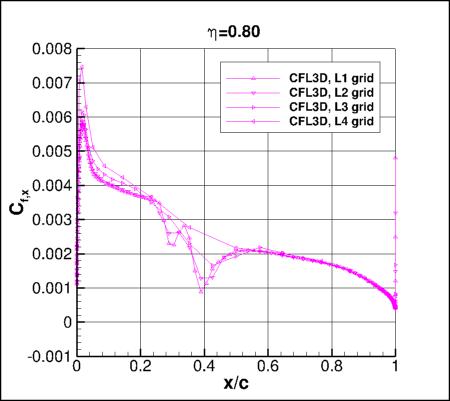 η=0.80
0.008
0.007
0.006
0.005
0.004
0.003
0.002
0.001
0
-0.001
C_f,x
CFL3D, L1 grid
CFL3D, L2 grid
CFL3D, L3 grid
CFL3D, L4 grid
0 0.2 0.4 0.6 0.8 1
x/c